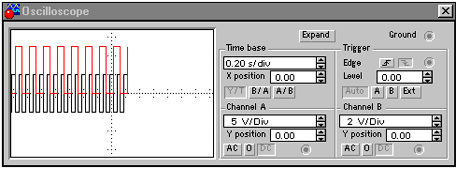 Oscilloscope
Expand
Ground
Time base
0.20 s/div
X position 0.00
Y/T B/A A/B
Trigger
Edge
Level 0.00
Auto A B Ext
Channel A
5 V/Div
Y position 0.00
AC 0 DC
Channel B
2 V/Div
Y position 0.00
AC 0 DC